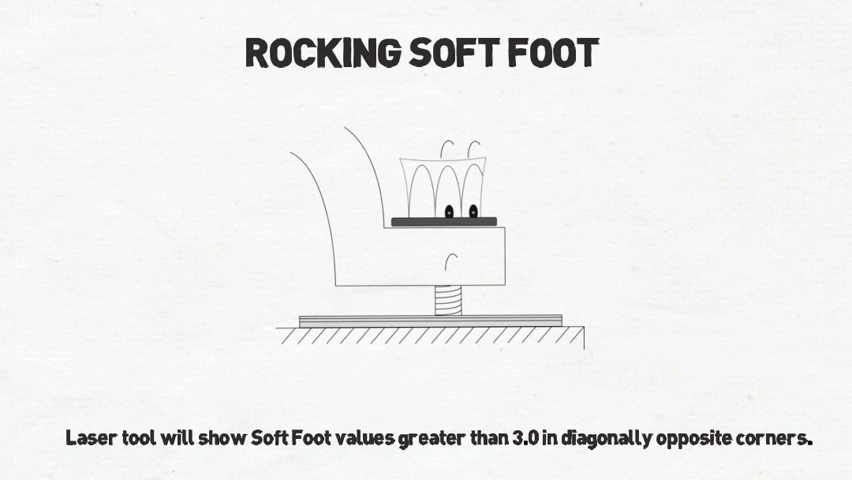 ROCKING SOFT FOOT
Laser tool will show Soft Foot values greater than 3.0 in diagonally opposite corners.